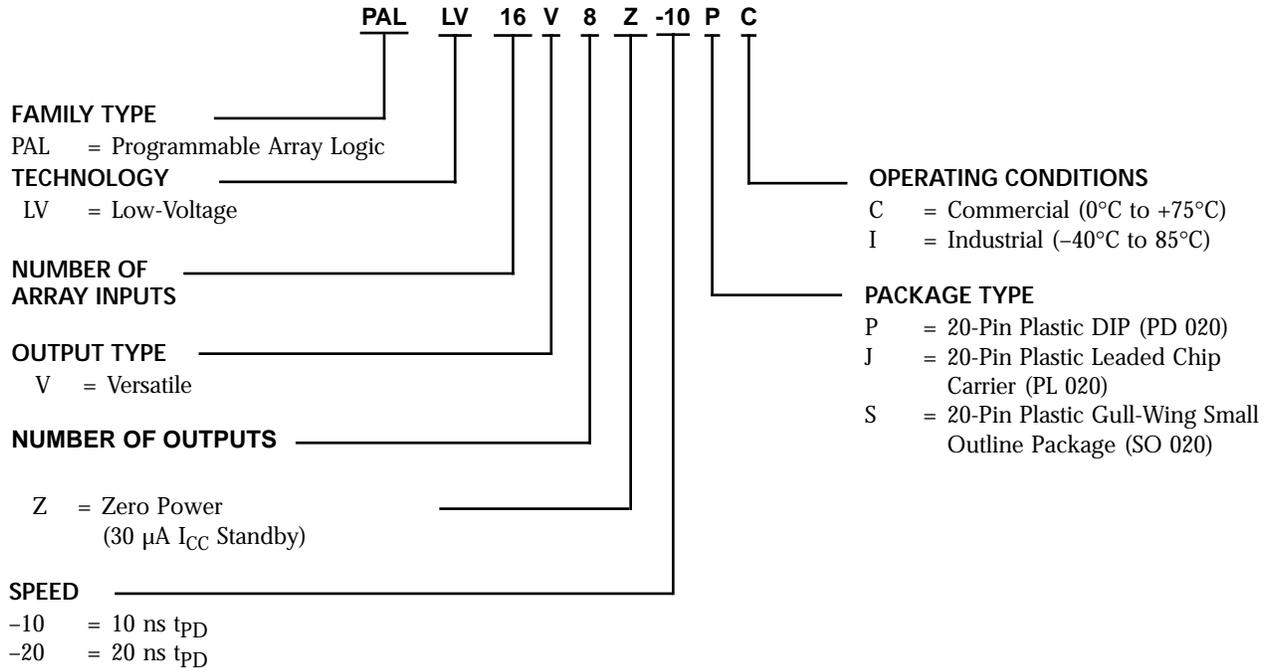 PAL LV 16 V 8 Z -10 P C
FAMILY TYPE
PAL = Programmable Array Logic
TECHNOLOGY
LV = Low-Voltage
NUMBER OF
ARRAY INPUTS
OUTPUT TYPE
V = Versatile
NUMBER OF OUTPUTS
Z = Zero Power
(30 µA ICC Standby)
SPEED
–10 = 10 ns tPD
–20 = 20 ns tPD
OPERATING CONDITIONS
C = Commercial (0°C to +75°C)
I = Industrial (–40°C to 85°C)
PACKAGE TYPE
P = 20-Pin Plastic DIP (PD 020)
J = 20-Pin Plastic Leaded Chip
Carrier (PL 020)
S = 20-Pin Plastic Gull-Wing Small
Outline Package (SO 020)